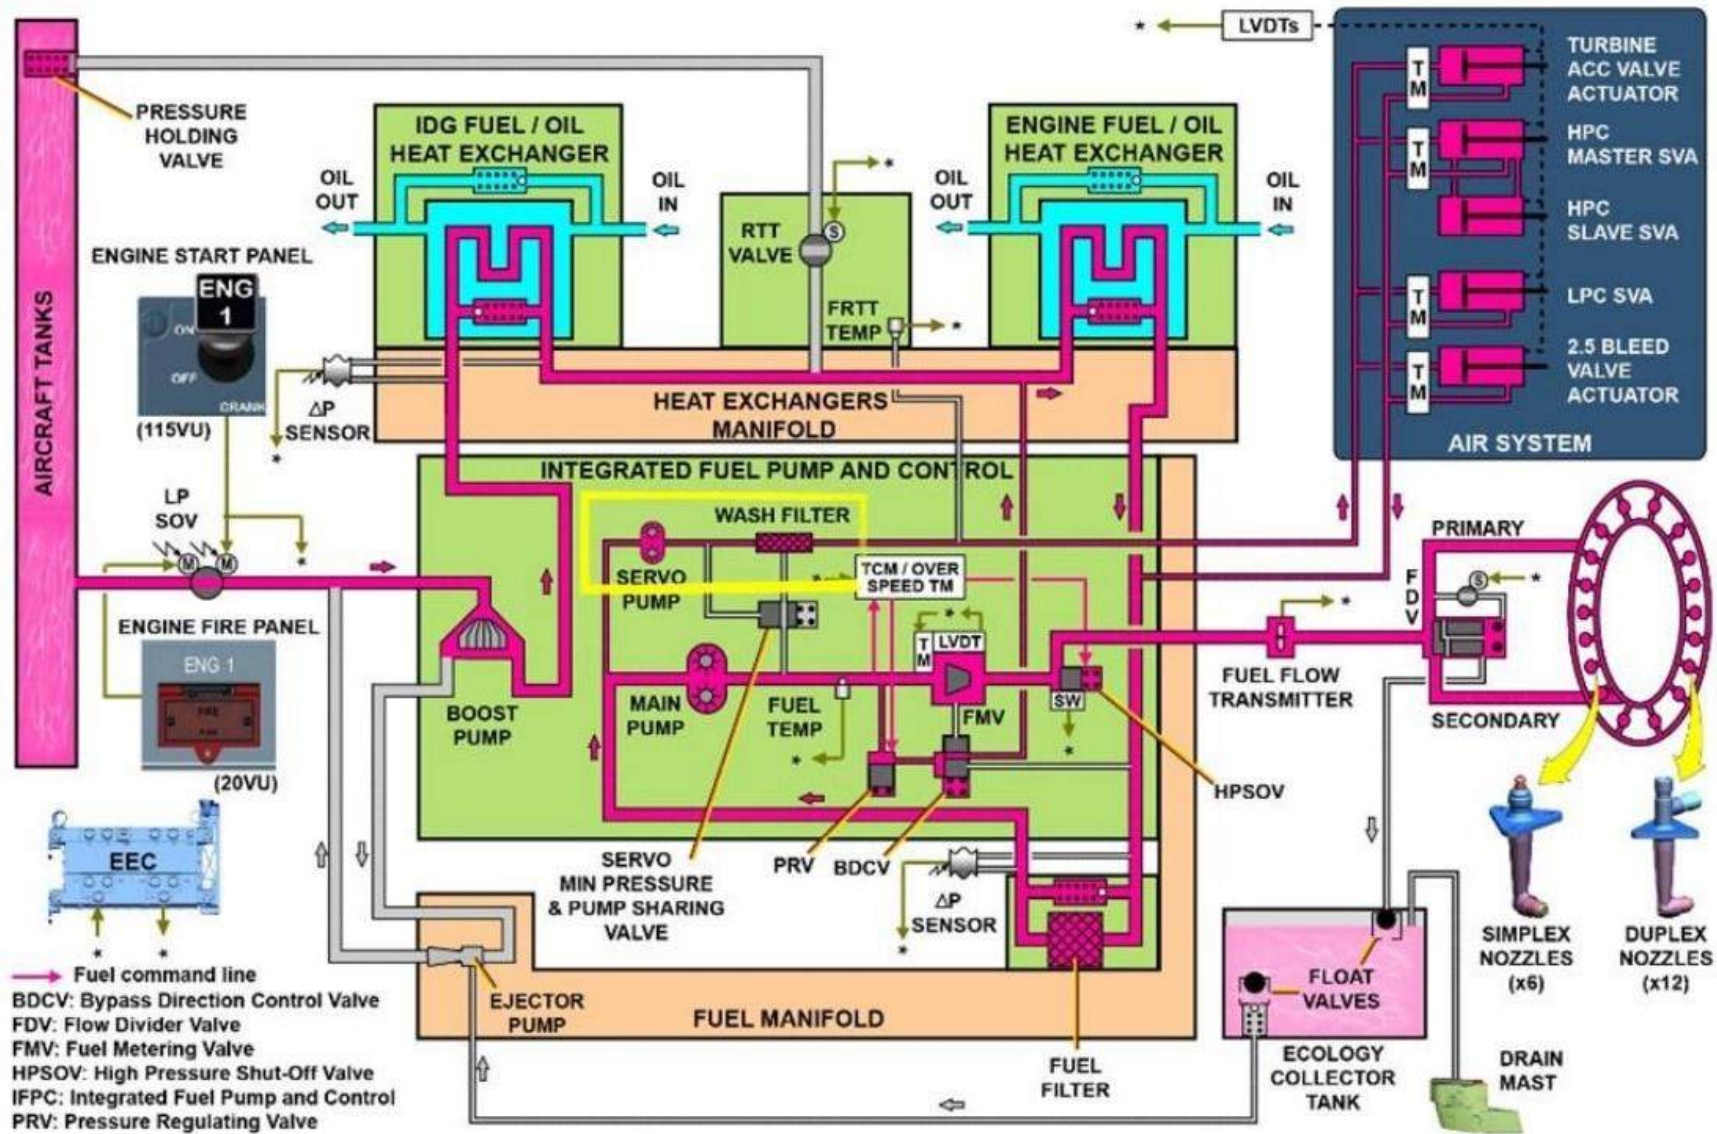 LVDTs
PRESSURE
HOLDING
VALVE
AIRCRAFT TANKS
IDG FUEL / OIL
HEAT EXCHANGER
OIL
OUT
OIL
IN
RTT
VALVE
S
FRTT
TEMP
ENGINE FUEL / OIL
HEAT EXCHANGER
OIL
OUT
OIL
IN
TURBINE
ACC VALVE
ACTUATOR
HPC
MASTER SVA
HPC
SLAVE SVA
LPC SVA
2.5 BLEED
VALVE
ACTUATOR
TM
TM
TM
TM
AIR SYSTEM
ENGINE START PANEL
ENG
1
ON
OFF
CRANK
(115VU)
ΔP
SENSOR
HEAT EXCHANGERS
MANIFOLD
LP
SOV
M
M
ENGINE FIRE PANEL
ENG 1
FIRE
(20VU)
INTEGRATED FUEL PUMP AND CONTROL
WASH FILTER
SERVO
PUMP
TCM / OVER
SPEED TM
TM
LVDT
BOOST
PUMP
MAIN
PUMP
FUEL
TEMP
FMV
SW
HPSOV
PRV
BDCV
SERVO
MIN PRESSURE
& PUMP SHARING
VALVE
ΔP
SENSOR
FUEL FLOW
TRANSMITTER
PRIMARY
FDV
S
SECONDARY
SIMPLEX
NOZZLES
(x6)
DUPLEX
NOZZLES
(x12)
FLOAT
VALVES
ECOLOGY
COLLECTOR
TANK
DRAIN
MAST
EJECTOR
PUMP
FUEL MANIFOLD
FUEL
FILTER
EEC
Fuel command line
BDCV: Bypass Direction Control Valve
FDV: Flow Divider Valve
FMV: Fuel Metering Valve
HPSOV: High Pressure Shut-Off Valve
IFPC: Integrated Fuel Pump and Control
PRV: Pressure Regulating Valve